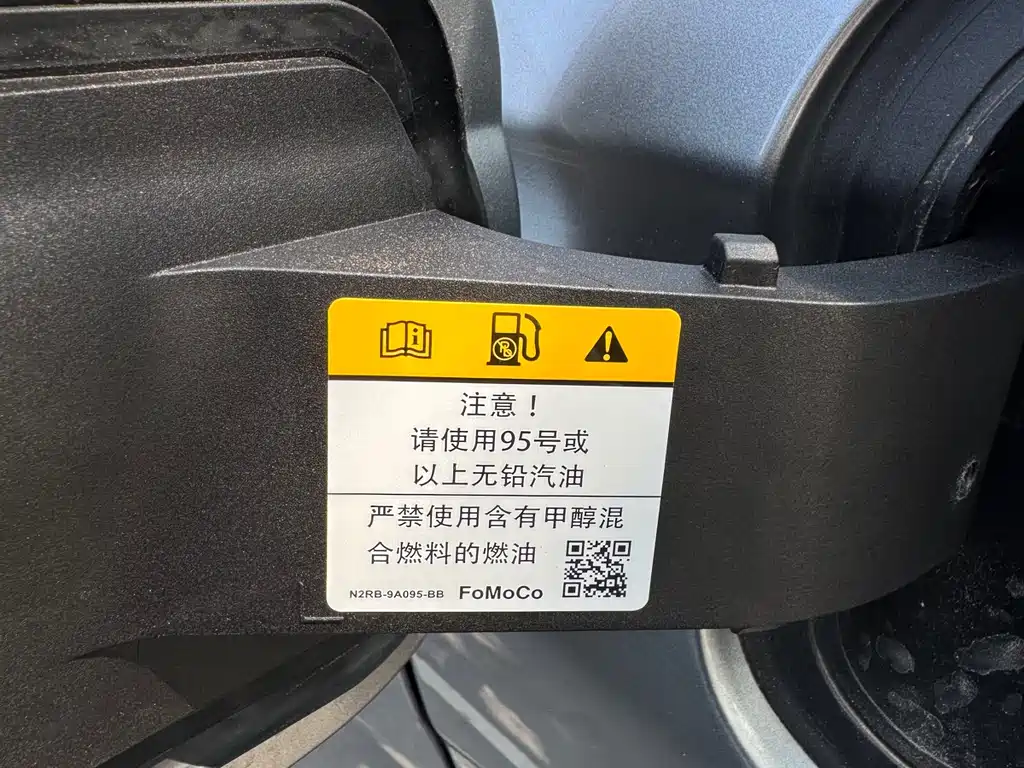 注意！
请使用95号或
以上无铅汽油
严禁使用含有甲醇混
合燃料的燃油
N2RB-9A095-BB FoMoCo